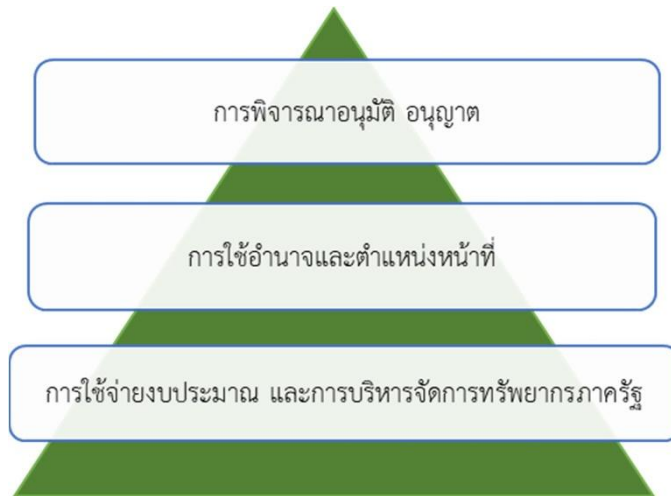 การพิจารณาอนุมัติ อนุญาต
การใช้อำนาจและตำแหน่งหน้าที่
การใช้จ่ายงบประมาณ และการบริหารจัดการทรัพยากรภาครัฐ